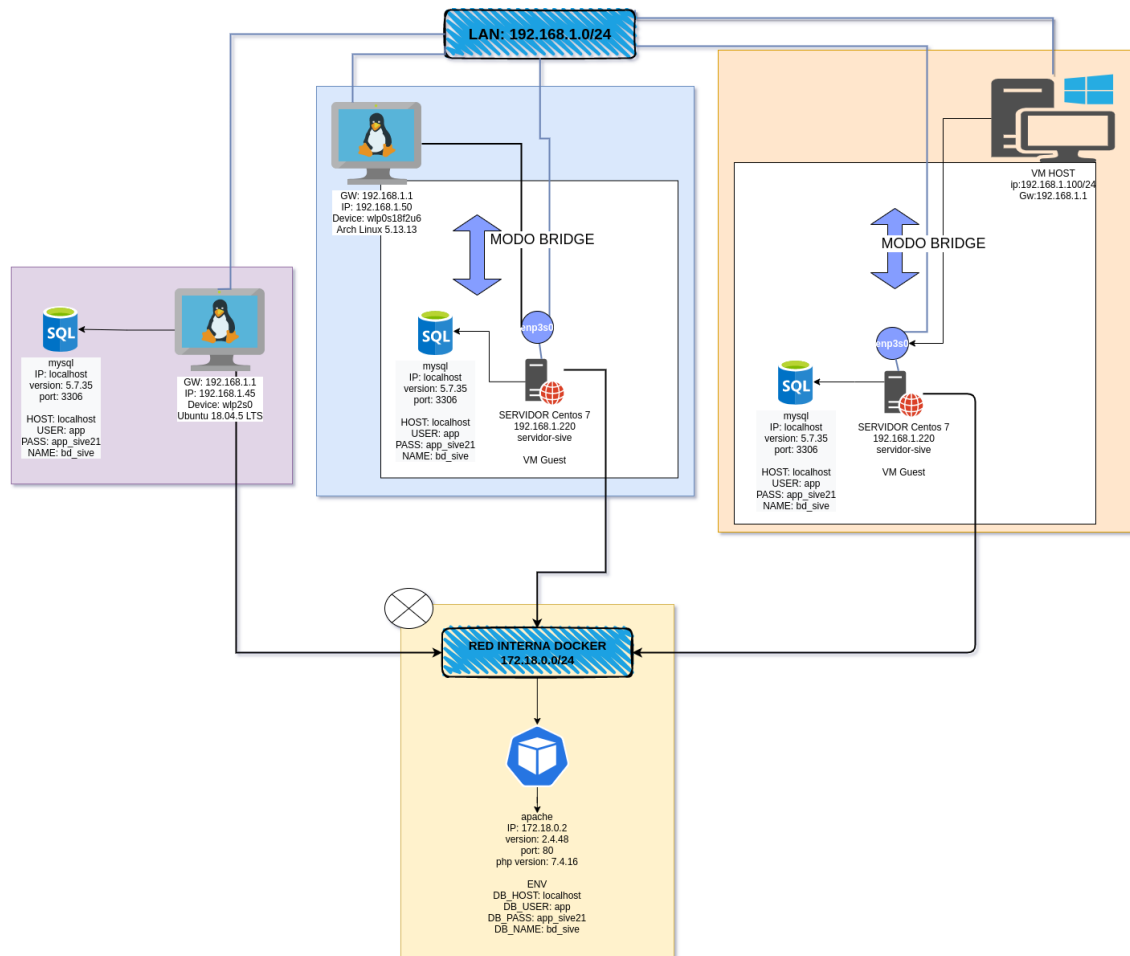 LAN: 192.168.1.0/24
GW: 192.168.1.1
IP: 192.168.1.50
Device: wlp0s18f2u6
Arch Linux 5.13.13
VM HOST
ip:192.168.1.100/24
Gw:192.168.1.1
MODO BRIDGE
MODO BRIDGE
SQL
mysql
IP: localhost
version: 5.7.35
port: 3306
HOST: localhost
USER: app
PASS: app_sive21
NAME: bd_sive
GW: 192.168.1.1
IP: 192.168.1.45
Device: wlp2s0
Ubuntu 18.04.5 LTS
SQL
mysql
IP: localhost
version: 5.7.35
port: 3306
HOST: localhost
USER: app
PASS: app_sive21
NAME: bd_sive
enp3s0
SERVIDOR Centos 7
192.168.1.220
servidor-sive
VM Guest
SQL
mysql
IP: localhost
version: 5.7.35
port: 3306
HOST: localhost
USER: app
PASS: app_sive21
NAME: bd_sive
enp3s0
SERVIDOR Centos 7
192.168.1.220
servidor-sive
VM Guest
RED INTERNA DOCKER
172.18.0.0/24
apache
IP: 172.18.0.2
version: 2.4.48
port: 80
php version: 7.4.16
ENV
DB_HOST: localhost
DB_USER: app
DB_PASS: app_sive21
DB_NAME: bd_sive